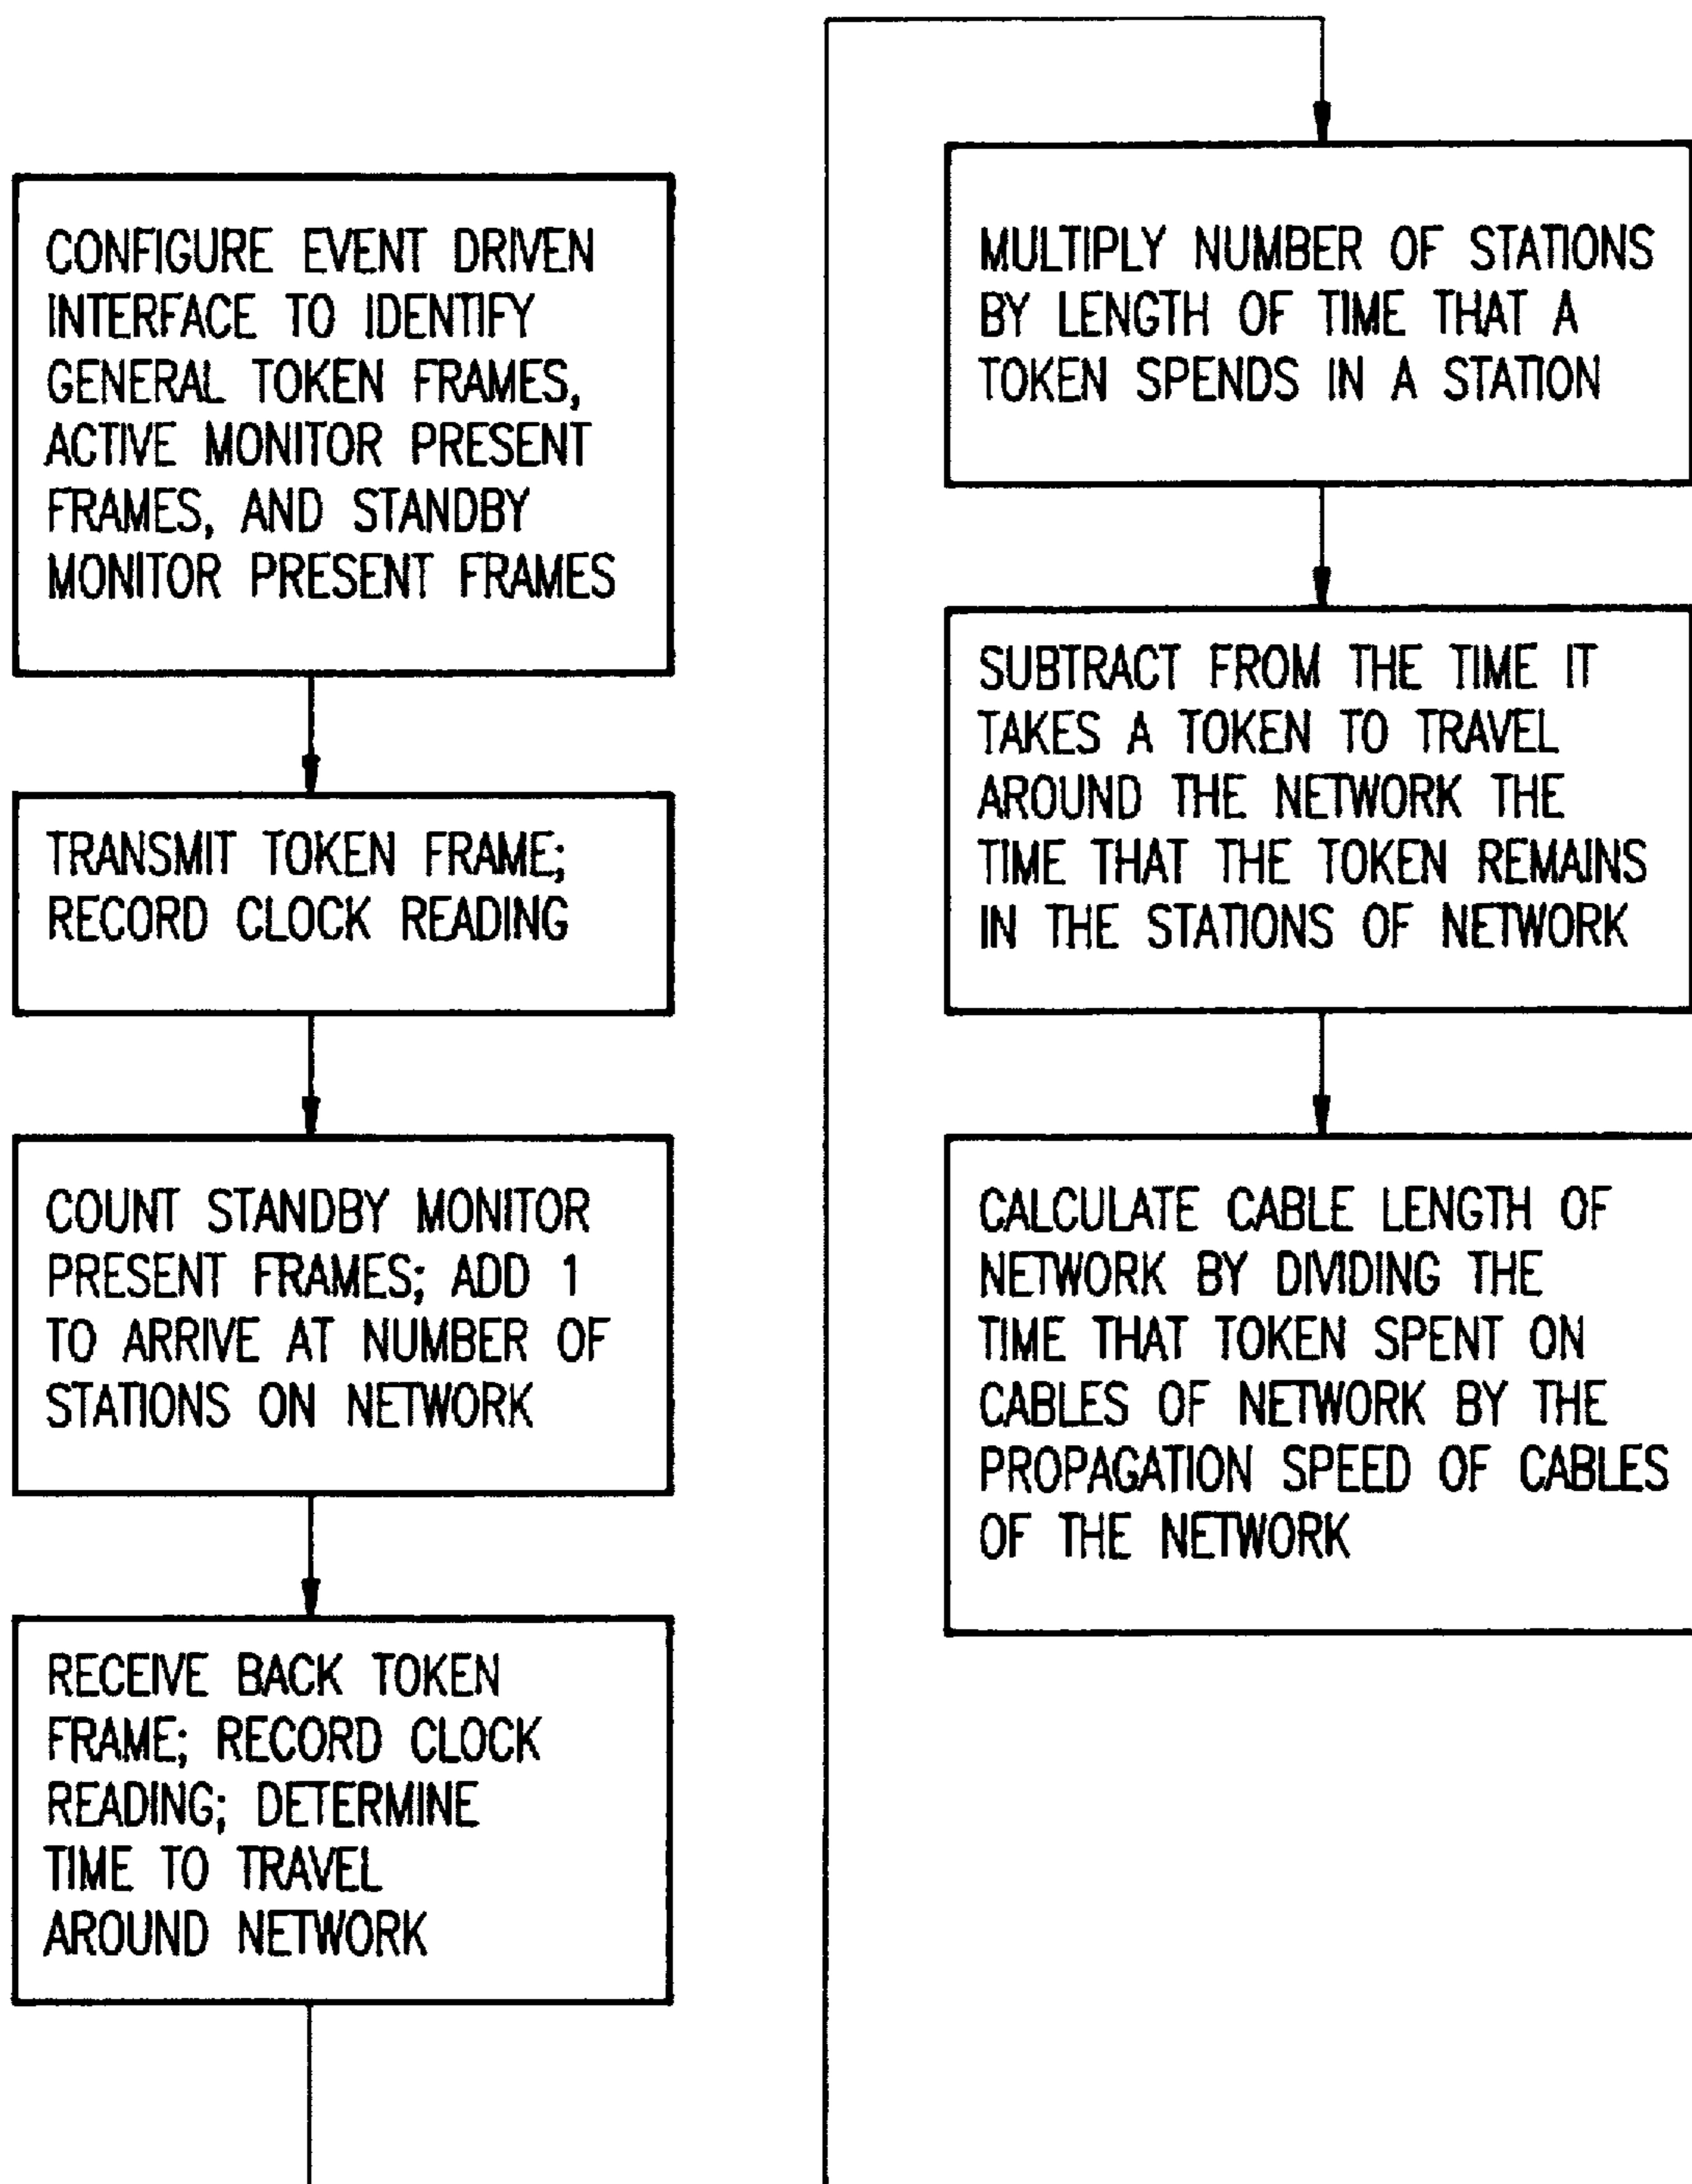 CONFIGURE EVENT DRIVEN
INTERFACE TO IDENTIFY
GENERAL TOKEN FRAMES,
ACTIVE MONITOR PRESENT
FRAMES, AND STANDBY
MONITOR PRESENT FRAMES
TRANSMIT TOKEN FRAME;
RECORD CLOCK READING
COUNT STANDBY MONITOR
PRESENT FRAMES; ADD 1
TO ARRIVE AT NUMBER OF
STATIONS ON NETWORK
RECEIVE BACK TOKEN
FRAME; RECORD CLOCK
READING; DETERMINE
TIME TO TRAVEL
AROUND NETWORK
MULTIPLY NUMBER OF STATIONS
BY LENGTH OF TIME THAT A
TOKEN SPENDS IN A STATION
SUBTRACT FROM THE TIME IT
TAKES A TOKEN TO TRAVEL
AROUND THE NETWORK THE
TIME THAT THE TOKEN REMAINS
IN THE STATIONS OF NETWORK
CALCULATE CABLE LENGTH OF
NETWORK BY DIVIDING THE
TIME THAT TOKEN SPENT ON
CABLES OF NETWORK BY THE
PROPAGATION SPEED OF CABLES
OF THE NETWORK